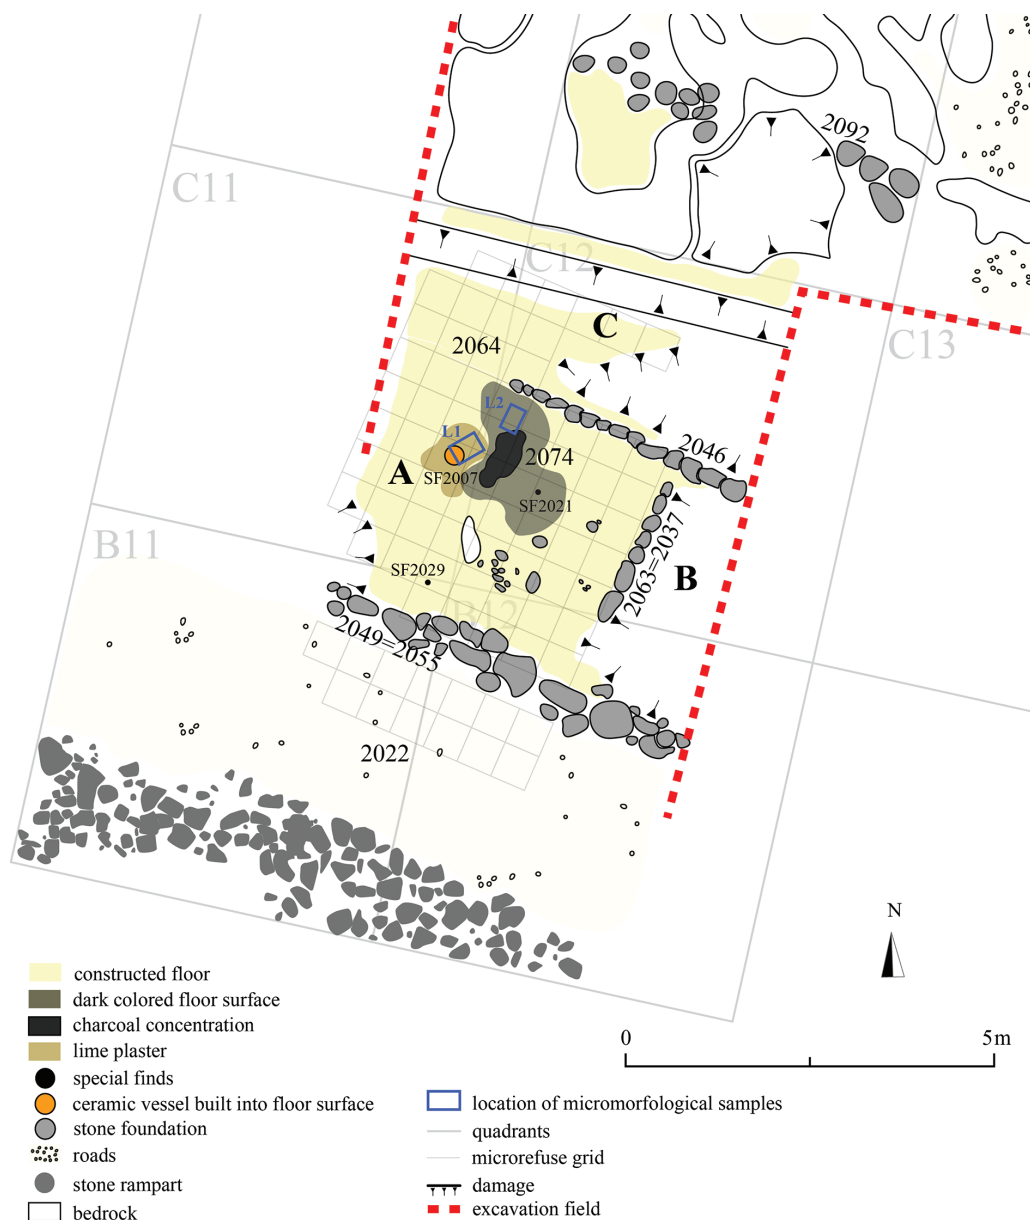 2092
C11
C12
C
C13
2064
L2
L1
2046
2074
A
SF2007
SF2021
B11
2063=2037
B
SF2029
B12
2049=2055
2022
N
constructed floor
dark colored floor surface
charcoal concentration
lime plaster
special finds
ceramic vessel built into floor surface
stone foundation
roads
stone rampart
bedrock
0 5m
location of micromorfological samples
quadrants
microrefuse grid
damage
excavation field